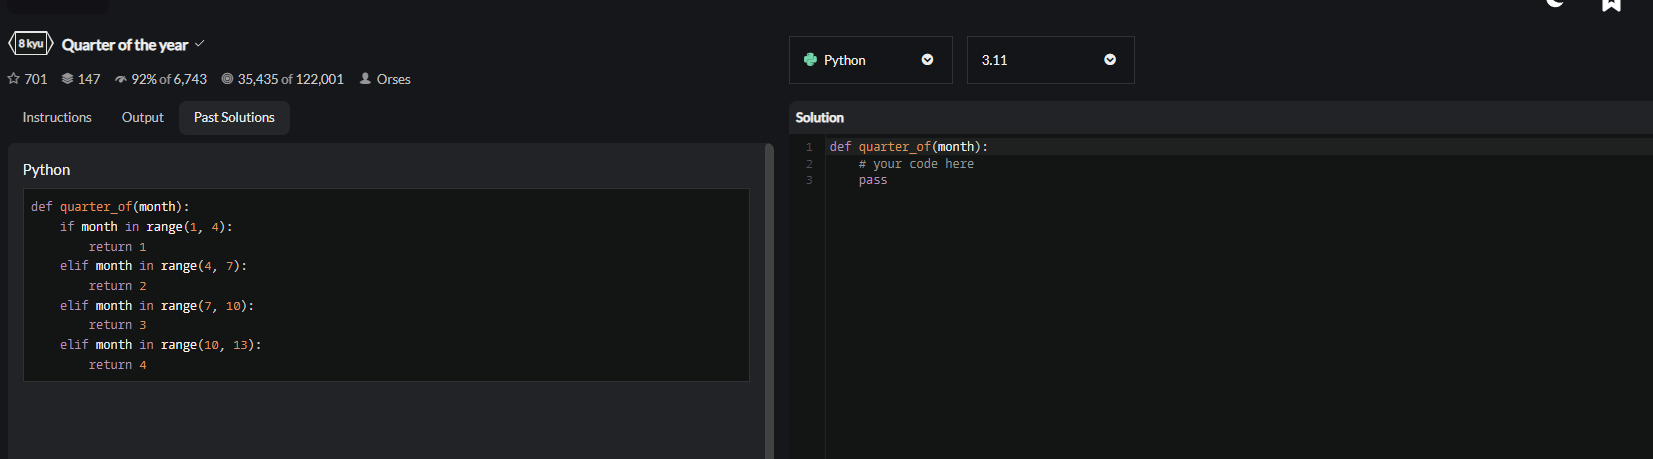 8 kyu Quarter of the year
701 147 92% of 6,743 35,435 of 122,001 Orses
Instructions Output Past Solutions
Python
def quarter_of(month):
    if month in range(1, 4):
        return 1
    elif month in range(4, 7):
        return 2
    elif month in range(7, 10):
        return 3
    elif month in range(10, 13):
        return 4
Python 3.11
Solution
1 def quarter_of(month):
2     # your code here
3     pass